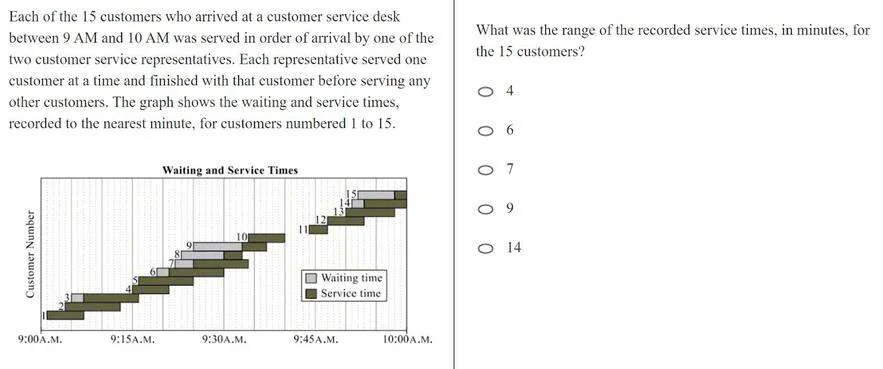 Each of the 15 customers who arrived at a customer service desk
between 9 AM and 10 AM was served in order of arrival by one of the
two customer service representatives. Each representative served one
customer at a time and finished with that customer before serving any
other customers. The graph shows the waiting and service times,
recorded to the nearest minute, for customers numbered 1 to 15.
Waiting and Service Times
Customer Number
15
14
13
12
11
10
9
8
7
6
5
4
3
2
1
Waiting time
Service time
9:00A.M. 9:15A.M. 9:30A.M. 9:45A.M. 10:00A.M.
What was the range of the recorded service times, in minutes, for
the 15 customers?
4
6
7
9
14